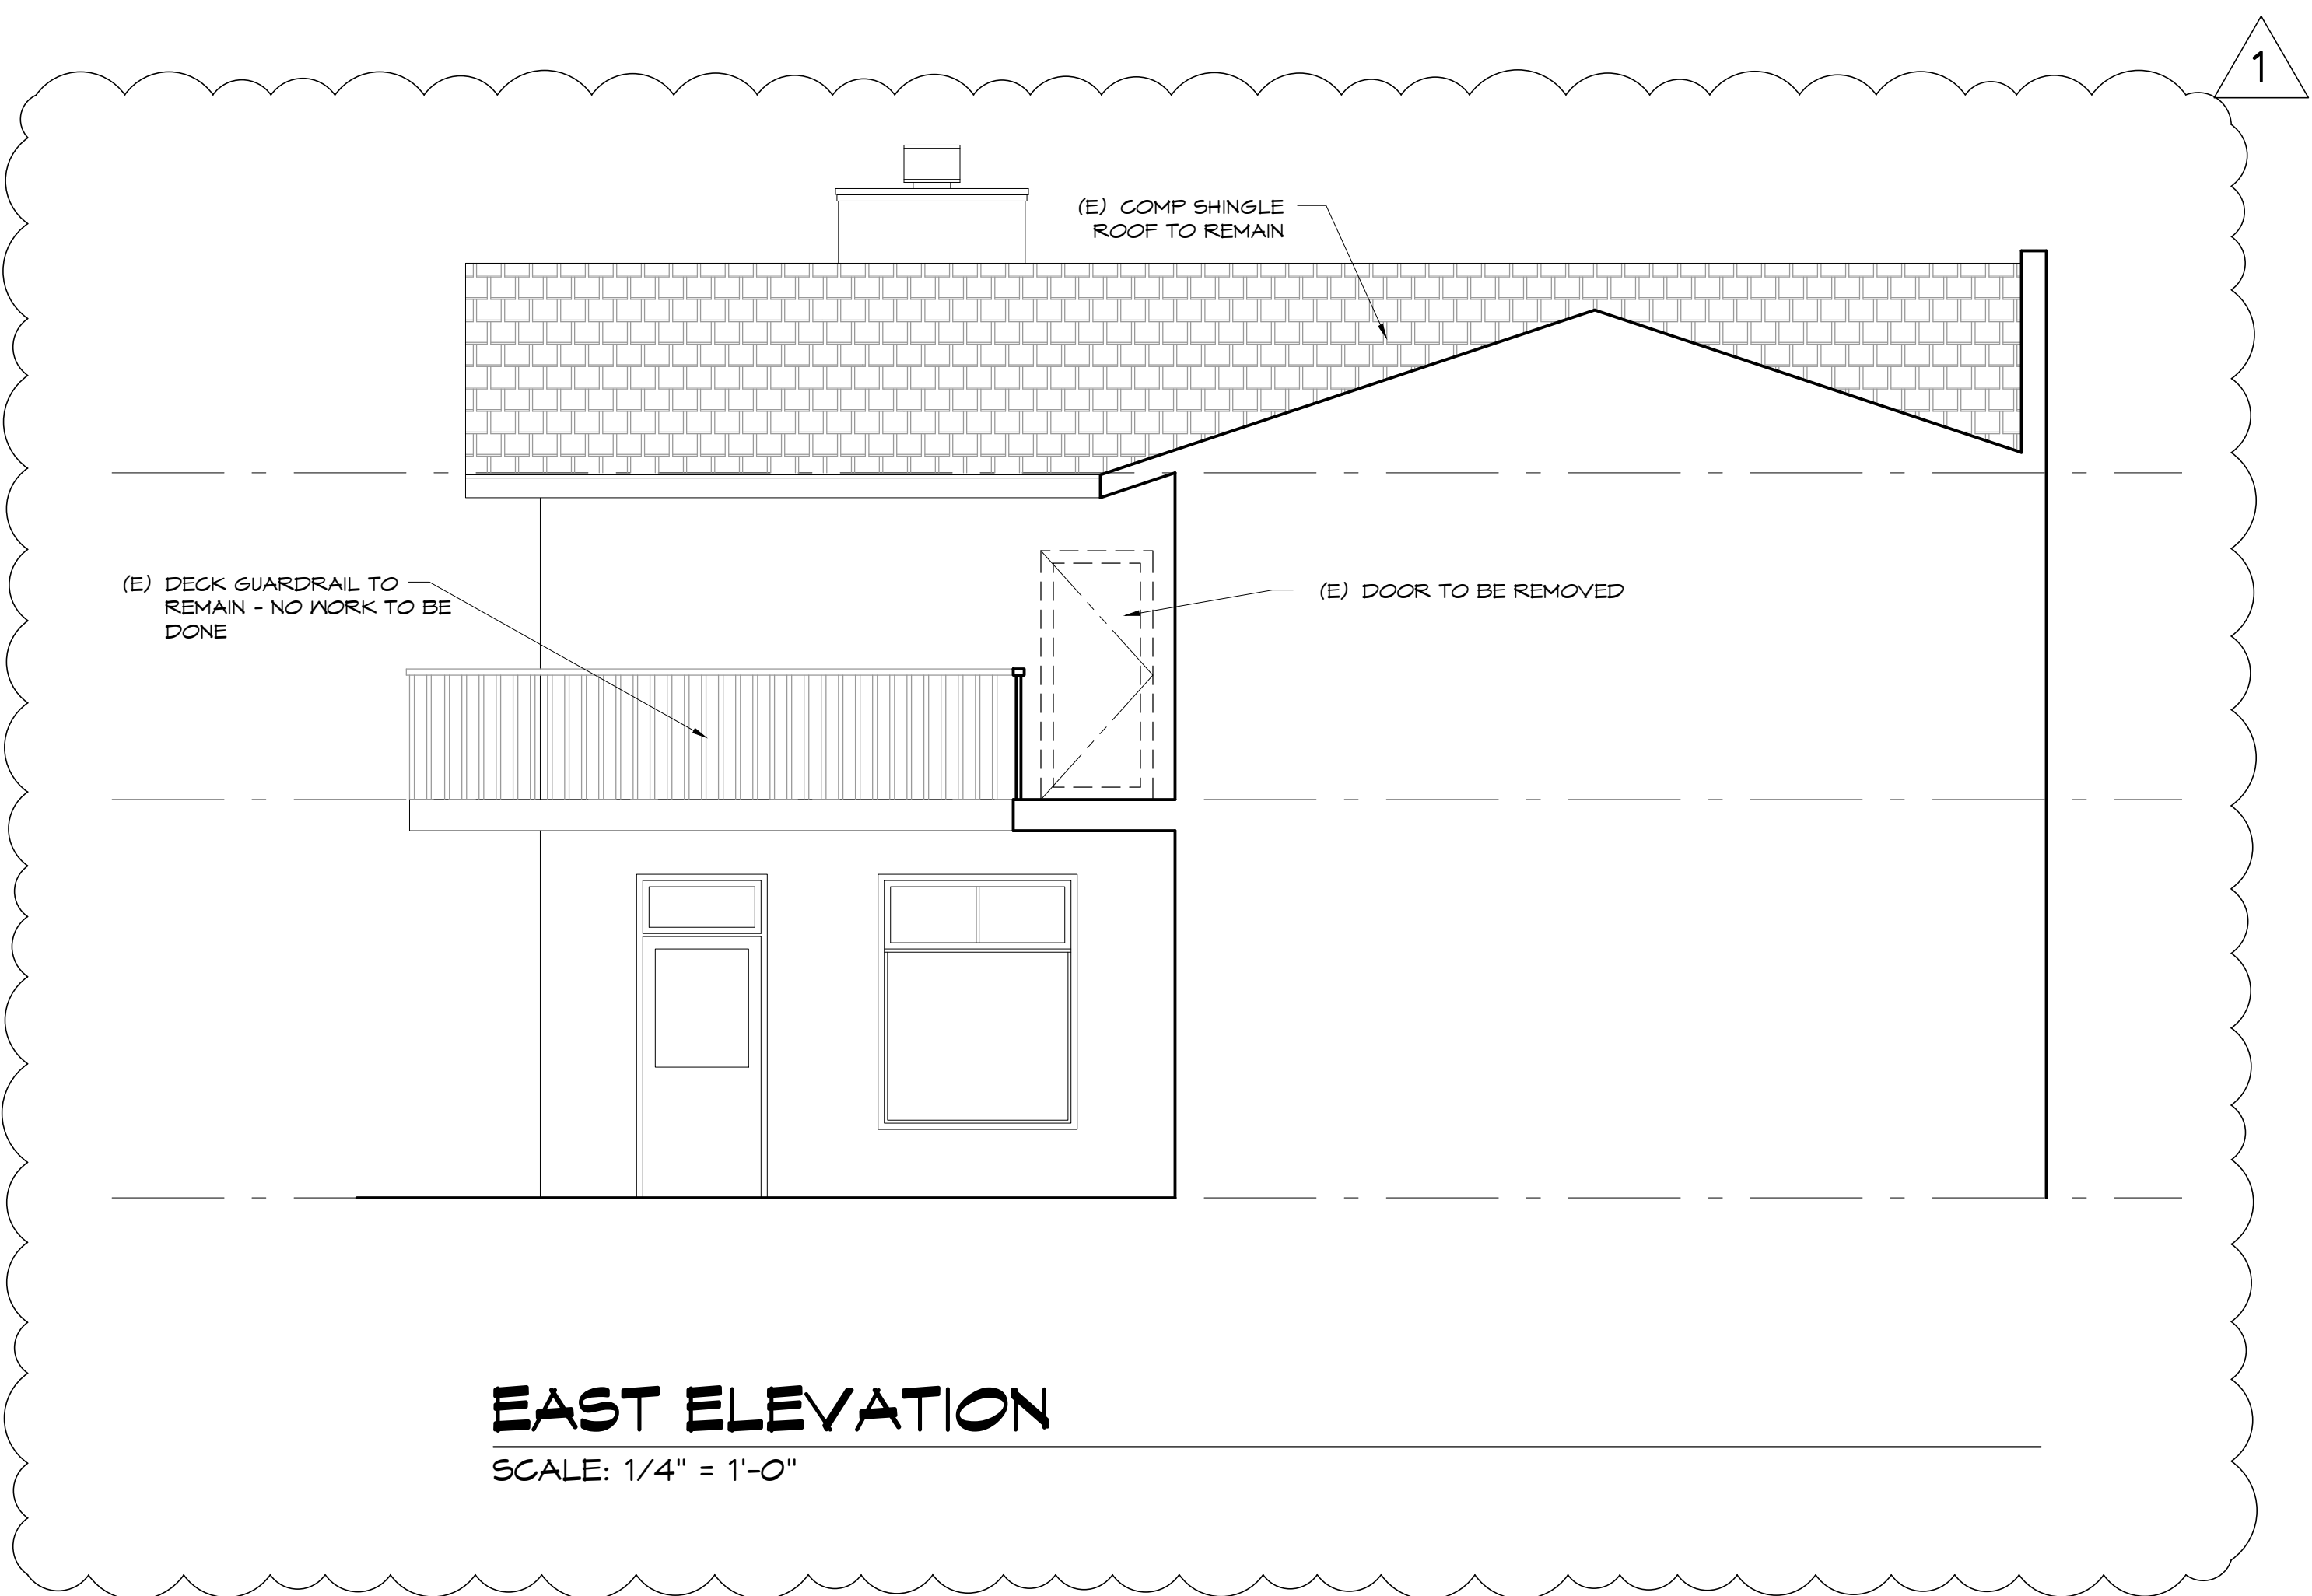 1
(E) COMP SHINGLE
ROOF TO REMAIN
(E) DECK GUARDRAIL TO
REMAIN - NO WORK TO BE
DONE
(E) DOOR TO BE REMOVED
EAST ELEVATION
SCALE: 1/4" = 1'-0"